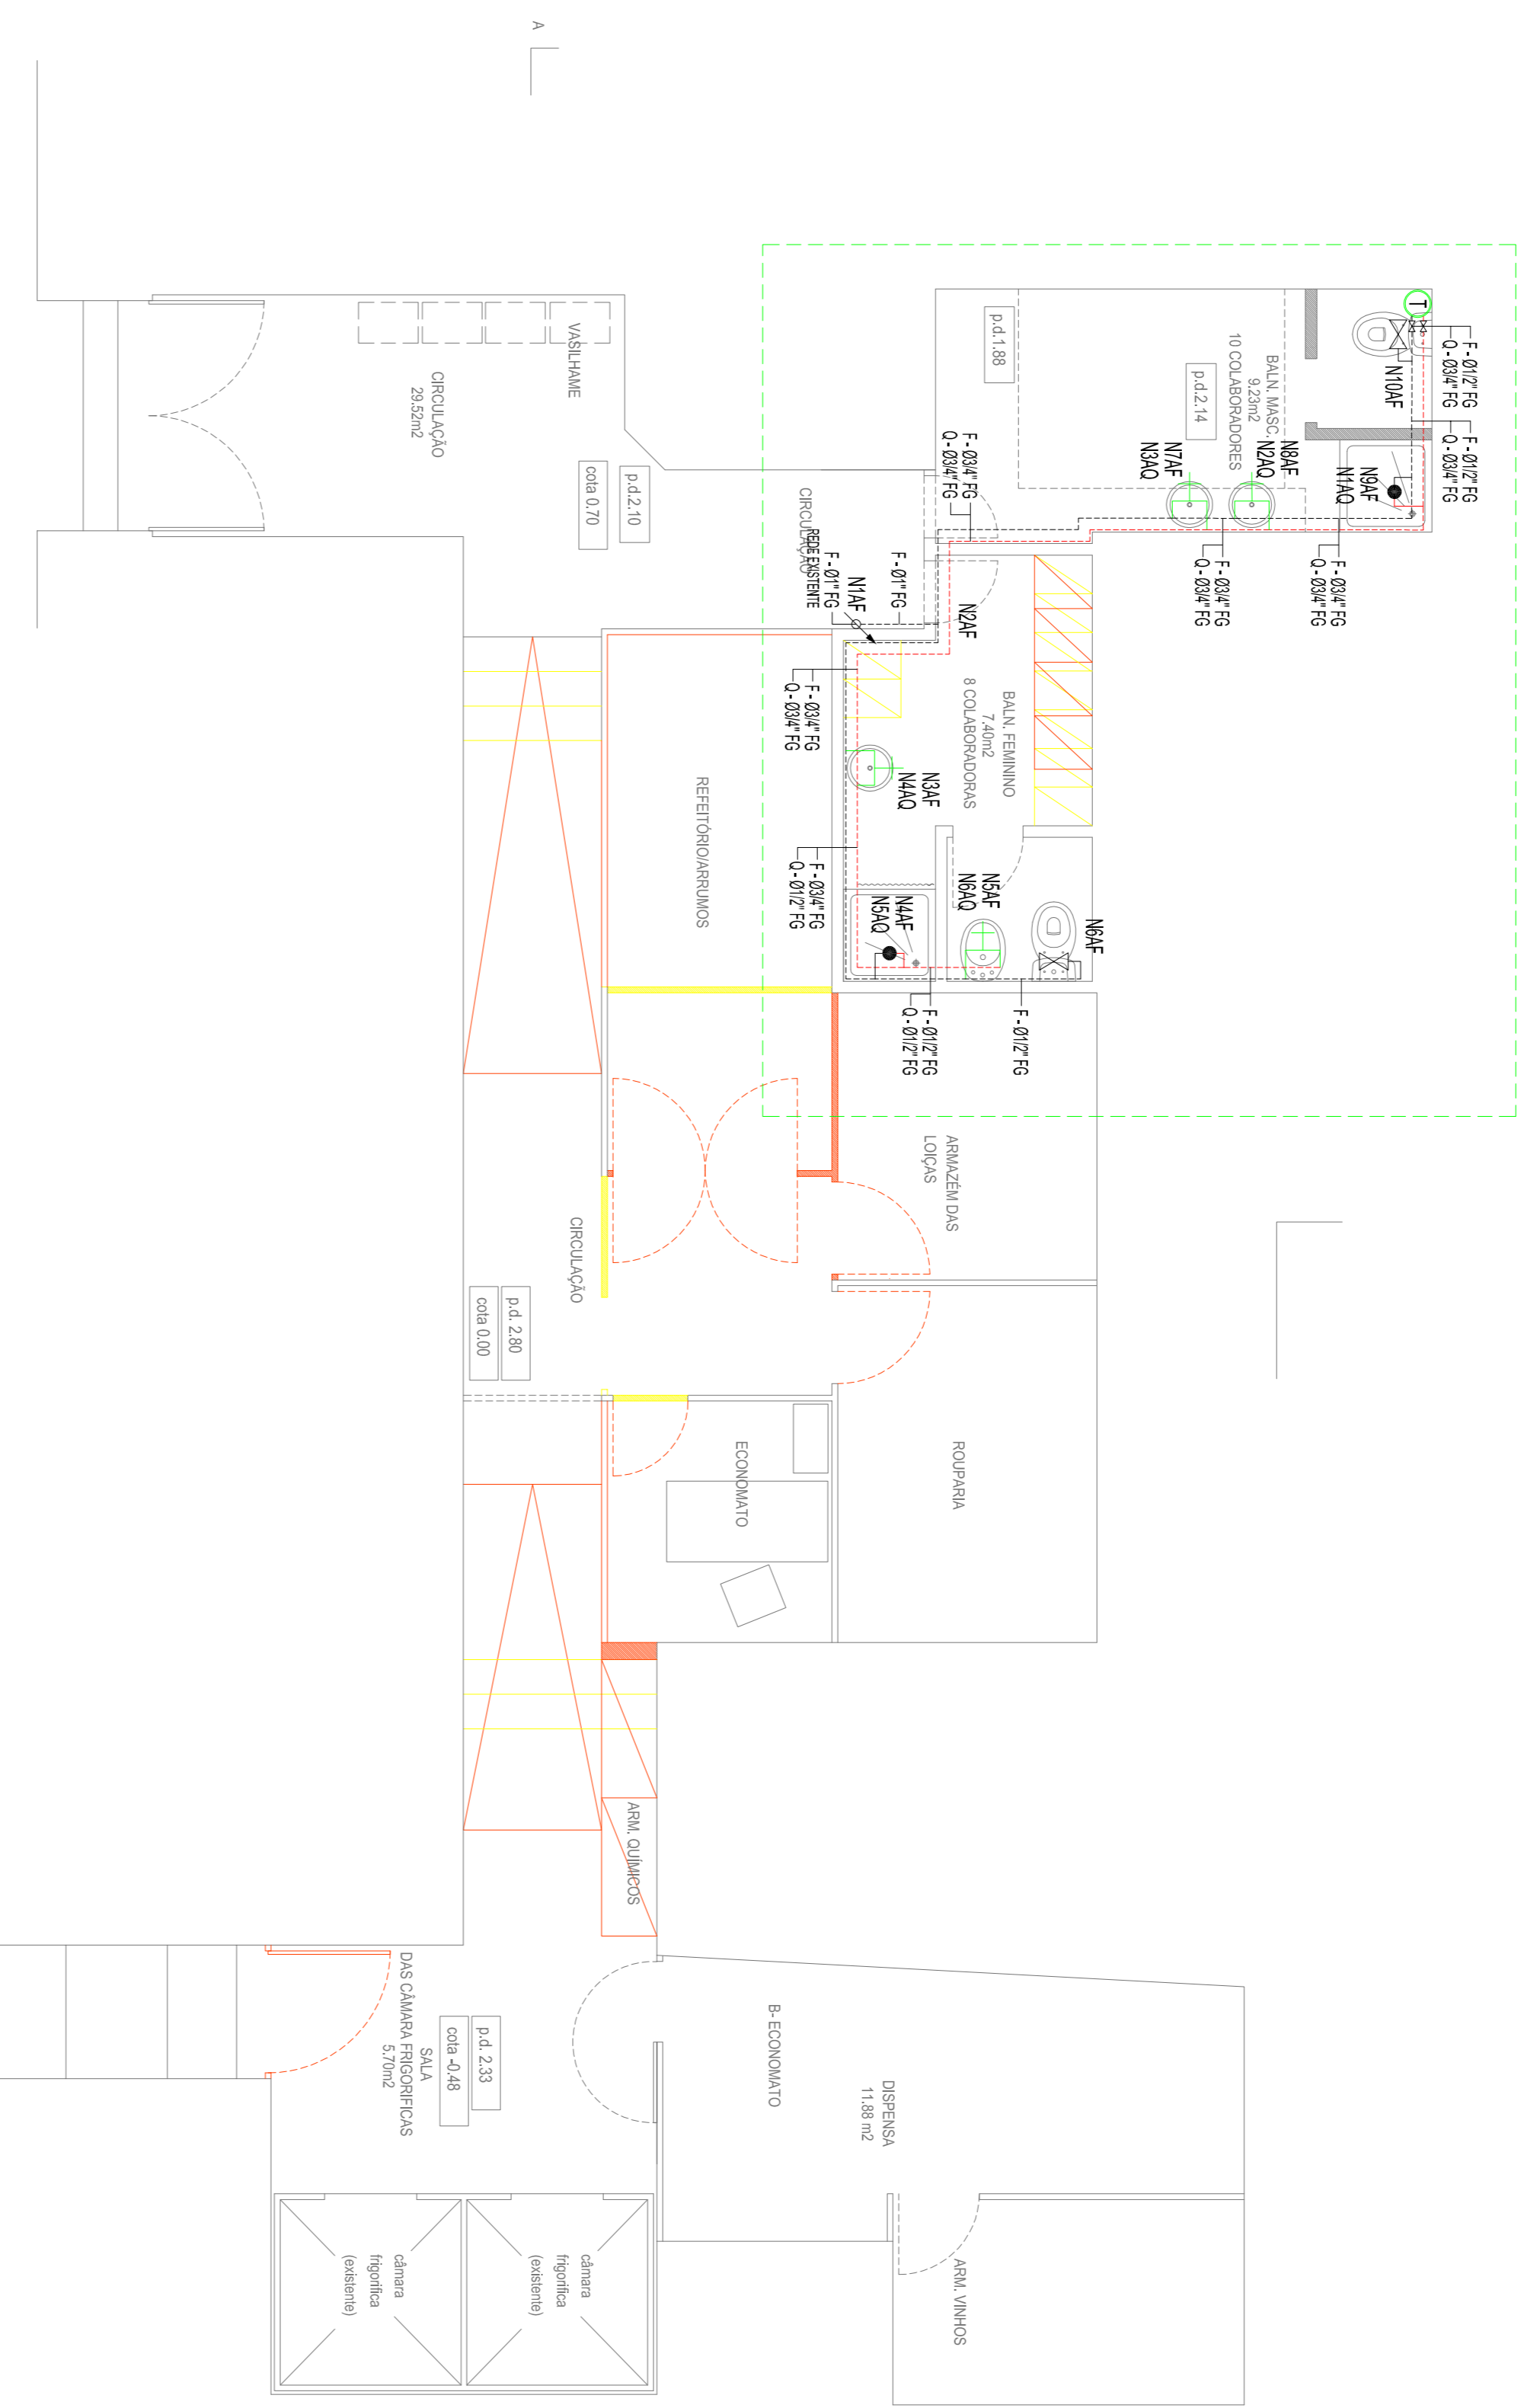 A
F - Ø1/2" FG
Q - Ø3/4" FG
F - Ø1/2" FG
Q - Ø3/4" FG
T
N10AF
N9AF
N1AQ
BALN. MASC.
9.23m2
10 COLABORADORES
p.d.2.14
p.d.1.88
N8AF
N2AQ
N7AF
N3AQ
F - Ø3/4" FG
Q - Ø3/4" FG
F - Ø3/4" FG
Q - Ø3/4" FG
F - Ø3/4" FG
Q - Ø3/4" FG
VASILHAME
CIRCULAÇÃO
29.52m2
p.d.2.10
cota 0.70
CIRCULAÇÃO
F - Ø1" FG
N1AF
F - Ø1" FG
REDE EXISTENTE
N2AF
BALN. FEMININO
7.40m2
8 COLABORADORAS
F - Ø3/4" FG
Q - Ø3/4" FG
N3AF
N4AQ
F - Ø3/4" FG
Q - Ø1/2" FG
N6AF
N5AF
N6AQ
N4AF
N5AQ
F - Ø1/2" FG
F - Ø1/2" FG
Q - Ø1/2" FG
REFEITÓRIO/ARRUMOS
ARMAZÉM DAS
LOIÇAS
CIRCULAÇÃO
p.d. 2.80
cota 0.00
ROUPARIA
ECONOMATO
ARM. QUÍMICOS
SALA
DAS CÂMARA FRIGORIFICAS
5.70m2
p.d. 2.33
cota -0.48
B- ECONOMATO
DISPENSA
11.88 m2
ARM. VINHOS
câmara
frigorifica
(existente)
câmara
frigorifica
(existente)